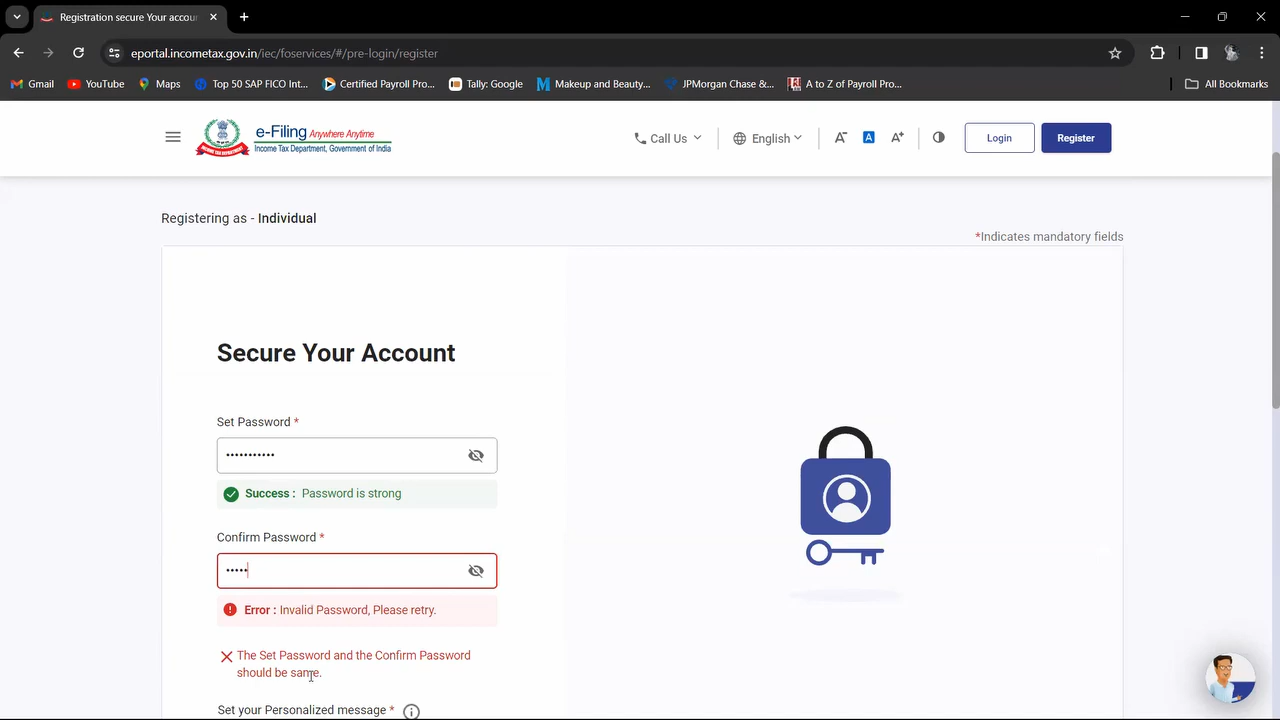 Registration secure Your accou
eportal.incometax.gov.in/iec/foservices/#/pre-login/register
Gmail YouTube Maps Top 50 SAP FICO Int... Certified Payroll Pro... Tally: Google Makeup and Beauty... JPMorgan Chase &... A to Z of Payroll Pro... All Bookmarks
e-Filing Anywhere Anytime
Income Tax Department, Government of India
Call Us English A- A A+ Login Register
Registering as - Individual
*Indicates mandatory fields
Secure Your Account
Set Password *
•••••••••••
Success : Password is strong
Confirm Password *
•••••
Error : Invalid Password, Please retry.
The Set Password and the Confirm Password
should be same.
Set your Personalized message *